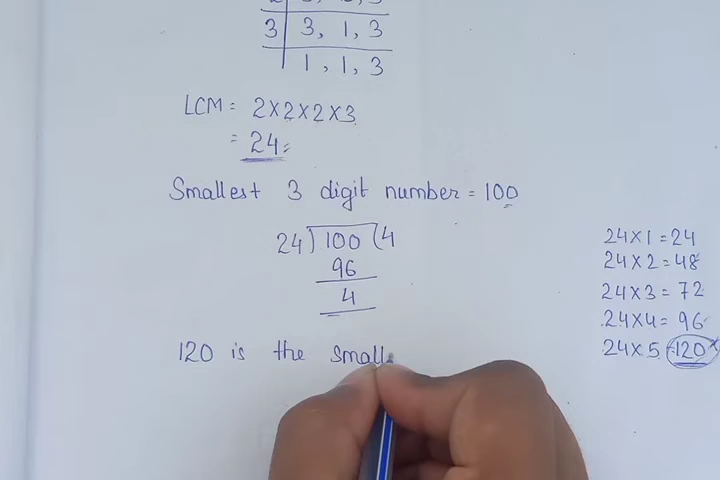 3 | 3, 1, 3
1, 1, 3
LCM = 2×2×2×3
= 24
Smallest 3 digit number = 100
24)100(4
96
4
120 is the small
24×1=24
24×2=48
24×3=72
24×4=96
24×5=120